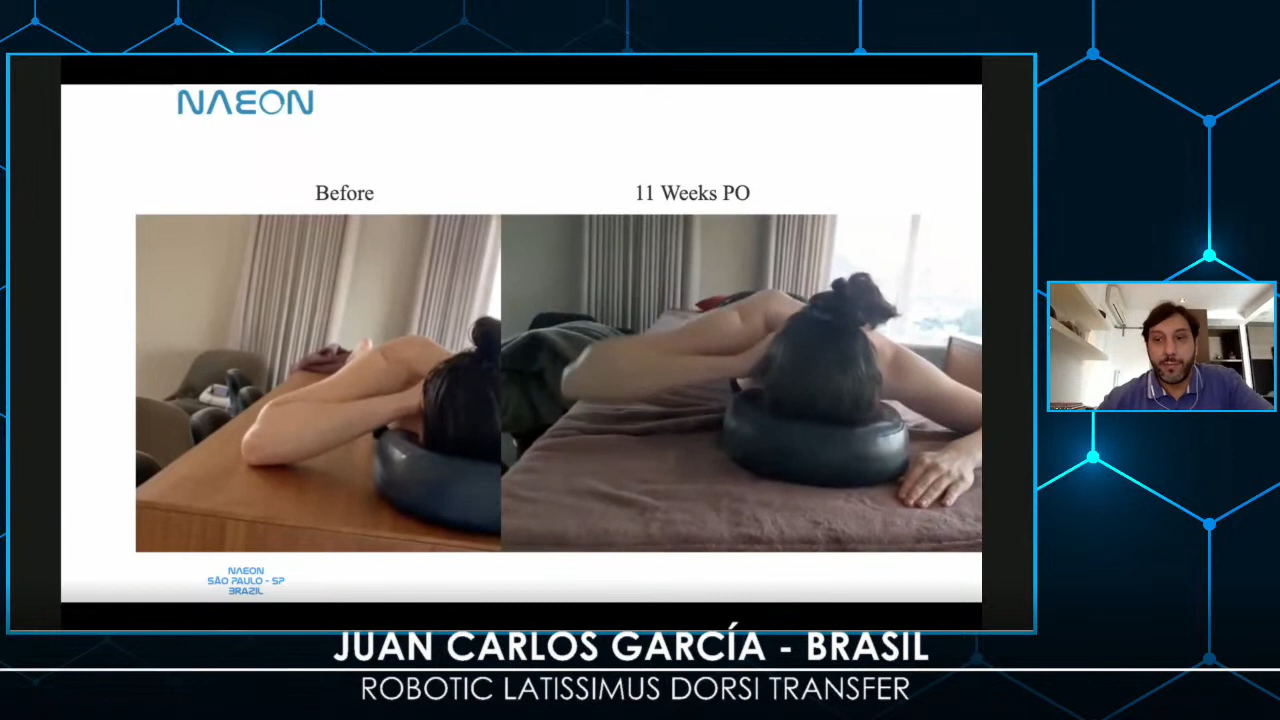 NAEON
Before
11 Weeks PO
NAEON
SÃO PAULO - SP
BRAZIL
JUAN CARLOS GARCÍA - BRASIL
ROBOTIC LATISSIMUS DORSI TRANSFER